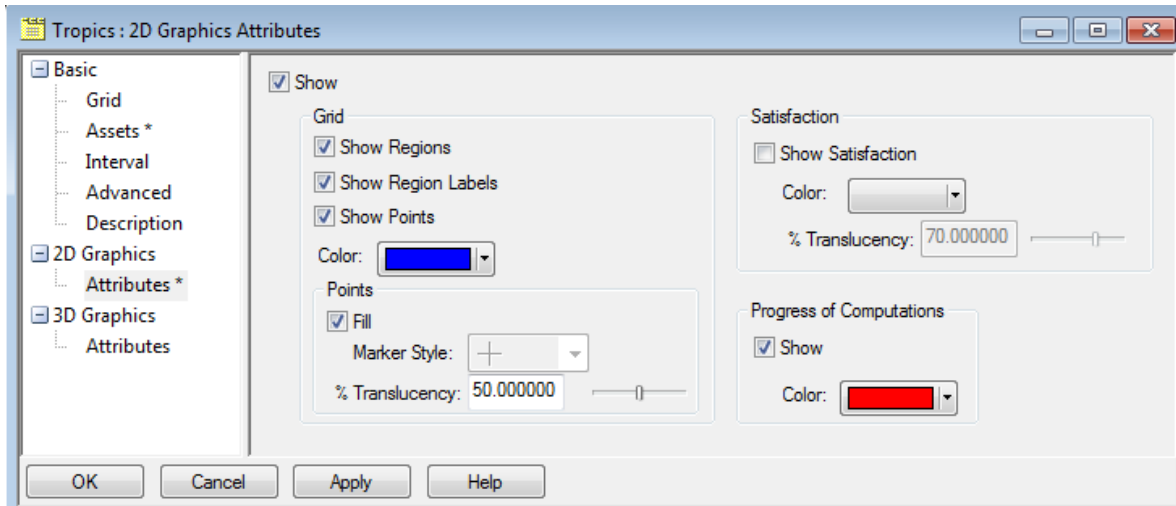 Tropics : 2D Graphics Attributes
Basic
Grid
Assets *
Interval
Advanced
Description
2D Graphics
Attributes *
3D Graphics
Attributes
Show
Grid
Show Regions
Show Region Labels
Show Points
Color:
Points
Fill
Marker Style:
% Translucency: 50.000000
Satisfaction
Show Satisfaction
Color:
% Translucency: 70.000000
Progress of Computations
Show
Color:
OK Cancel Apply Help